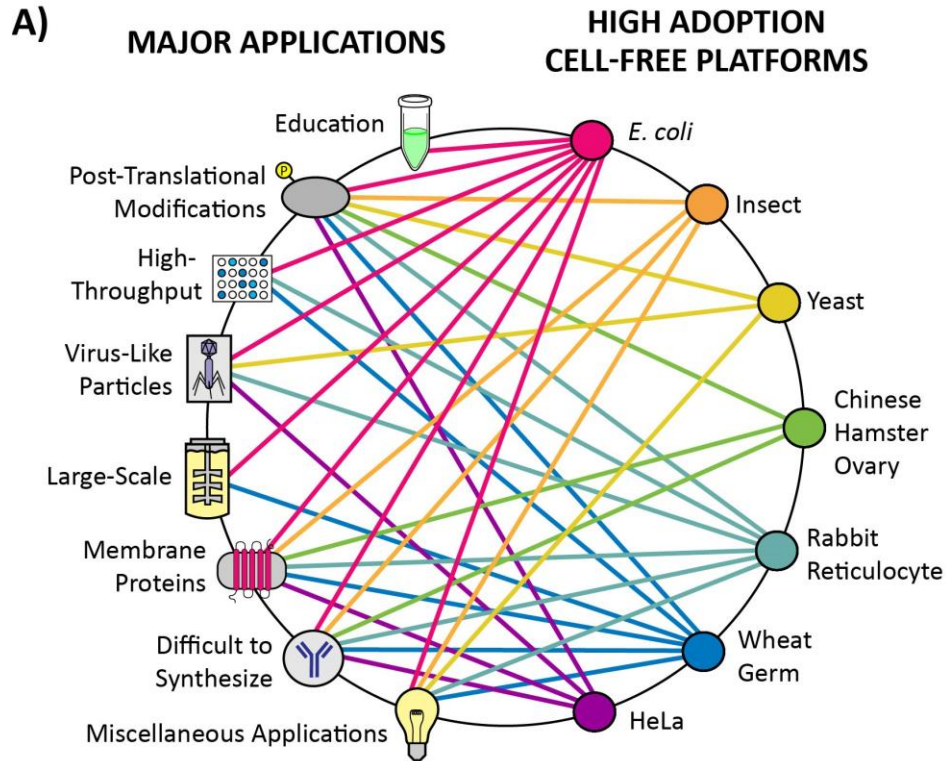 A)
MAJOR APPLICATIONS
HIGH ADOPTION
CELL-FREE PLATFORMS
Education
P
Post-Translational
Modifications
High-
Throughput
Virus-Like
Particles
Large-Scale
Membrane
Proteins
Difficult to
Synthesize
Miscellaneous Applications
E. coli
Insect
Yeast
Chinese
Hamster
Ovary
Rabbit
Reticulocyte
Wheat
Germ
HeLa